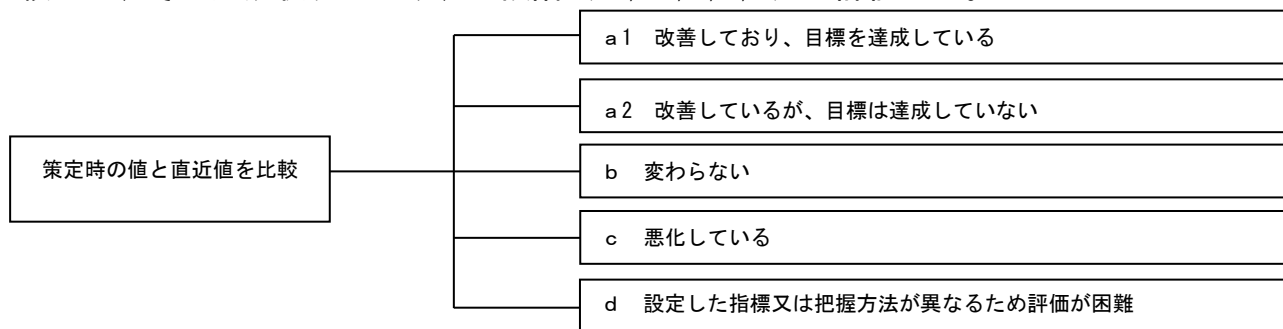 a1 改善しており、目標を達成している
a2 改善しているが、目標は達成していない
策定時の値と直近値を比較
b 変わらない
c 悪化している
d 設定した指標又は把握方法が異なるため評価が困難